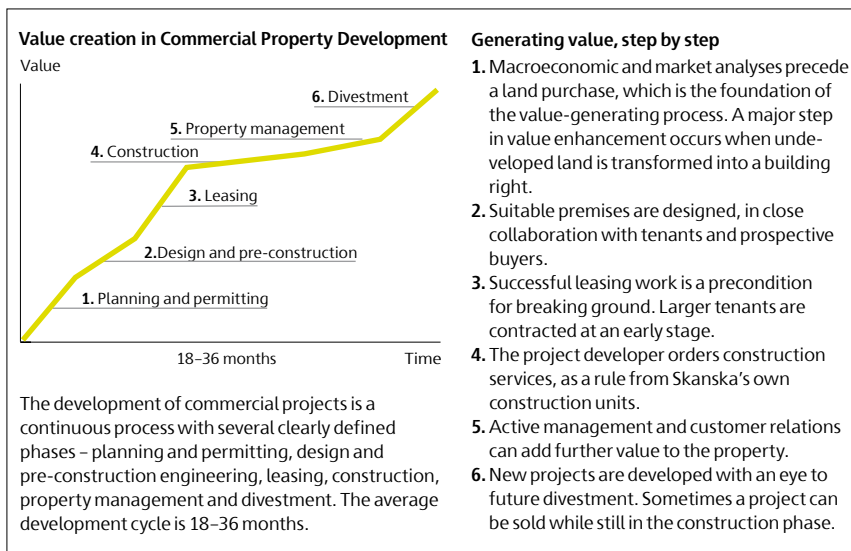 Value creation in Commercial Property Development
Value
6. Divestment
5. Property management
4. Construction
3. Leasing
2.Design and pre-construction
1. Planning and permitting
18–36 months
Time
The development of commercial projects is a
continuous process with several clearly defined
phases – planning and permitting, design and
pre-construction engineering, leasing, construction,
property management and divestment. The average
development cycle is 18–36 months.
Generating value, step by step
1. Macroeconomic and market analyses precede
a land purchase, which is the foundation of
the value-generating process. A major step
in value enhancement occurs when unde-
veloped land is transformed into a building
right.
2. Suitable premises are designed, in close
collaboration with tenants and prospective
buyers.
3. Successful leasing work is a precondition
for breaking ground. Larger tenants are
contracted at an early stage.
4. The project developer orders construction
services, as a rule from Skanska’s own
construction units.
5. Active management and customer relations
can add further value to the property.
6. New projects are developed with an eye to
future divestment. Sometimes a project can
be sold while still in the construction phase.